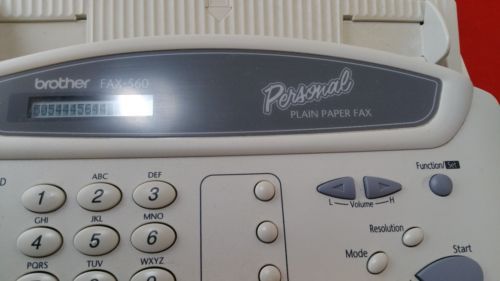 brother FAX-560
Personal
PLAIN PAPER FAX
Function/Set
ABC DEF
1 2 3
L Volume H
GHI JKL MNO
4 5 6
Resolution
Mode
Start
PQRS TUV WXYZ